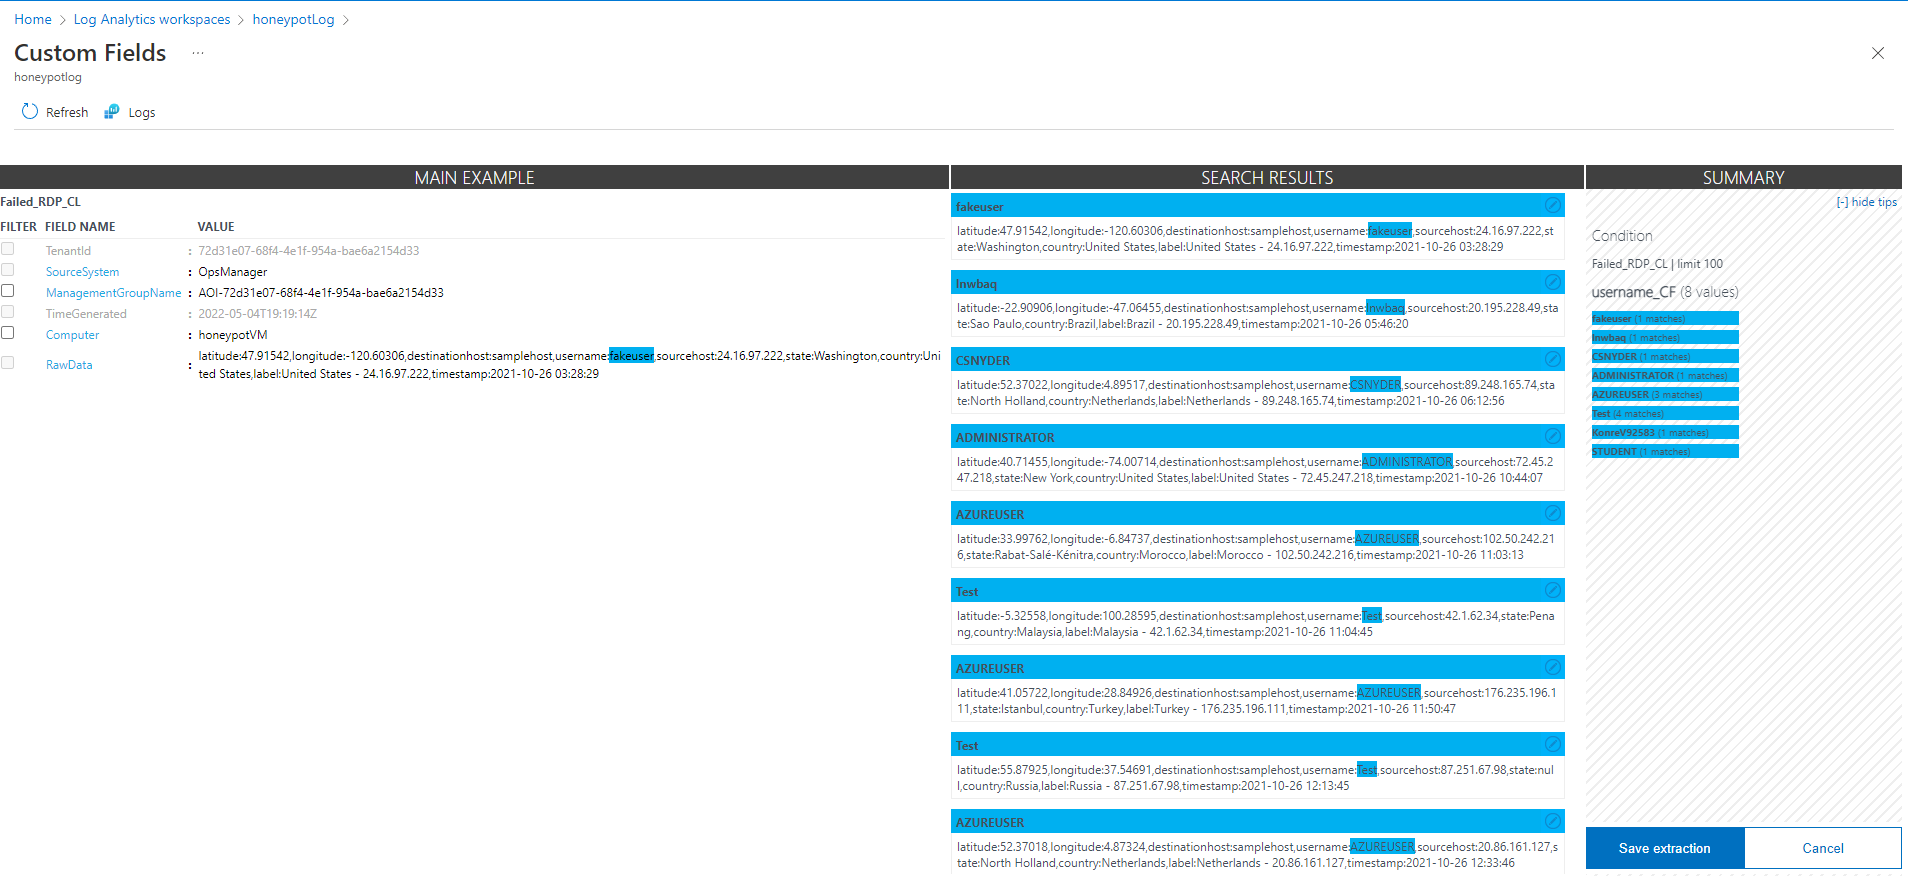 Home > Log Analytics workspaces > honeypotLog >
Custom Fields ...
honeypotlog
Refresh Logs
MAIN EXAMPLE
Failed_RDP_CL
FILTER FIELD NAME VALUE
TenantId : 72d31e07-68f4-4e1f-954a-bae6a2154d33
SourceSystem : OpsManager
ManagementGroupName : AOI-72d31e07-68f4-4e1f-954a-bae6a2154d33
TimeGenerated : 2022-05-04T19:19:14Z
Computer : honeypotVM
RawData : latitude:47.91542,longitude:-120.60306,destinationhost:samplehost,username:fakeuser,sourcehost:24.16.97.222,state:Washington,country:Uni
ted States,label:United States - 24.16.97.222,timestamp:2021-10-26 03:28:29
SEARCH RESULTS
fakeuser
latitude:47.91542,longitude:-120.60306,destinationhost:samplehost,username:fakeuser,sourcehost:24.16.97.222,st
ate:Washington,country:United States,label:United States - 24.16.97.222,timestamp:2021-10-26 03:28:29
lnwbaq
latitude:-22.90906,longitude:-47.06455,destinationhost:samplehost,username:lnwbaq,sourcehost:20.195.228.49,sta
te:Sao Paulo,country:Brazil,label:Brazil - 20.195.228.49,timestamp:2021-10-26 05:46:20
CSNYDER
latitude:52.37022,longitude:4.89517,destinationhost:samplehost,username:CSNYDER,sourcehost:89.248.165.74,sta
te:North Holland,country:Netherlands,label:Netherlands - 89.248.165.74,timestamp:2021-10-26 06:12:56
ADMINISTRATOR
latitude:40.71455,longitude:-74.00714,destinationhost:samplehost,username:ADMINISTRATOR,sourcehost:72.45.2
47.218,state:New York,country:United States,label:United States - 72.45.247.218,timestamp:2021-10-26 10:44:07
AZUREUSER
latitude:33.99762,longitude:-6.84737,destinationhost:samplehost,username:AZUREUSER,sourcehost:102.50.242.21
6,state:Rabat-Salé-Kénitra,country:Morocco,label:Morocco - 102.50.242.216,timestamp:2021-10-26 11:03:13
Test
latitude:-5.32558,longitude:100.28595,destinationhost:samplehost,username:Test,sourcehost:42.1.62.34,state:Pena
ng,country:Malaysia,label:Malaysia - 42.1.62.34,timestamp:2021-10-26 11:04:45
AZUREUSER
latitude:41.05722,longitude:28.84926,destinationhost:samplehost,username:AZUREUSER,sourcehost:176.235.196.1
11,state:Istanbul,country:Turkey,label:Turkey - 176.235.196.111,timestamp:2021-10-26 11:50:47
Test
latitude:55.87925,longitude:37.54691,destinationhost:samplehost,username:Test,sourcehost:87.251.67.98,state:nul
l,country:Russia,label:Russia - 87.251.67.98,timestamp:2021-10-26 12:13:45
AZUREUSER
latitude:52.37018,longitude:4.87324,destinationhost:samplehost,username:AZUREUSER,sourcehost:20.86.161.127,s
tate:North Holland,country:Netherlands,label:Netherlands - 20.86.161.127,timestamp:2021-10-26 12:33:46
SUMMARY
[-] hide tips
Condition
Failed_RDP_CL | limit 100
username_CF (8 values)
fakeuser (1 matches)
lnwbaq (1 matches)
CSNYDER (1 matches)
ADMINISTRATOR (1 matches)
AZUREUSER (3 matches)
Test (4 matches)
KonreV92583 (1 matches)
STUDENT (1 matches)
Save extraction Cancel